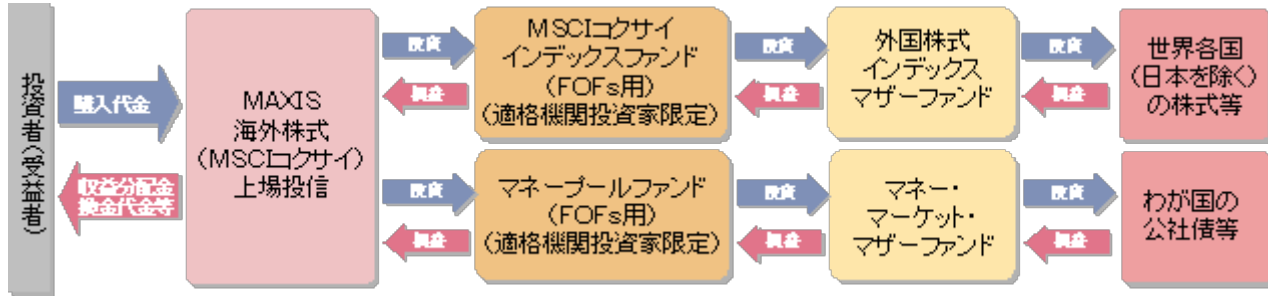 投資者(受益者)
購入代金
収益分配金
換金代金等
MAXIS
海外株式
(MSCIコクサイ)
上場投信
投資
損益
MSCIコクサイ
インデックスファンド
(FOFs用)
(適格機関投資家限定)
投資
損益
外国株式
インデックス
マザーファンド
投資
損益
世界各国
(日本を除く)
の株式等
投資
損益
マネープールファンド
(FOFs用)
(適格機関投資家限定)
投資
損益
マネー・
マーケット・
マザーファンド
投資
損益
わが国の
公社債等